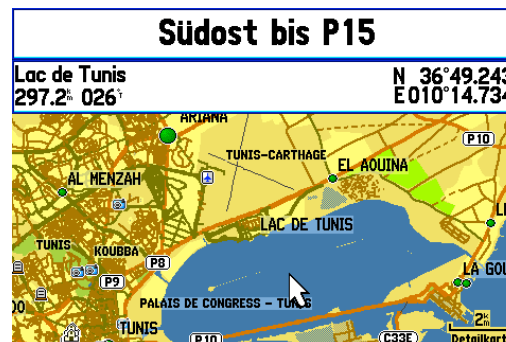 Südost bis P15
Lac de Tunis
N 36°49.243
297.2km 026°T
E010°14.734
ARIANA
P10
TUNIS-CARTHAGE
EL AOUINA
AL MENZAH
LAC DE TUNIS
TUNIS
KOUBBA
P8
LA GOU
P9
PALAIS DE CONGRESS - TUNIS
TUNIS
P10
C33E
2km
Detailkart